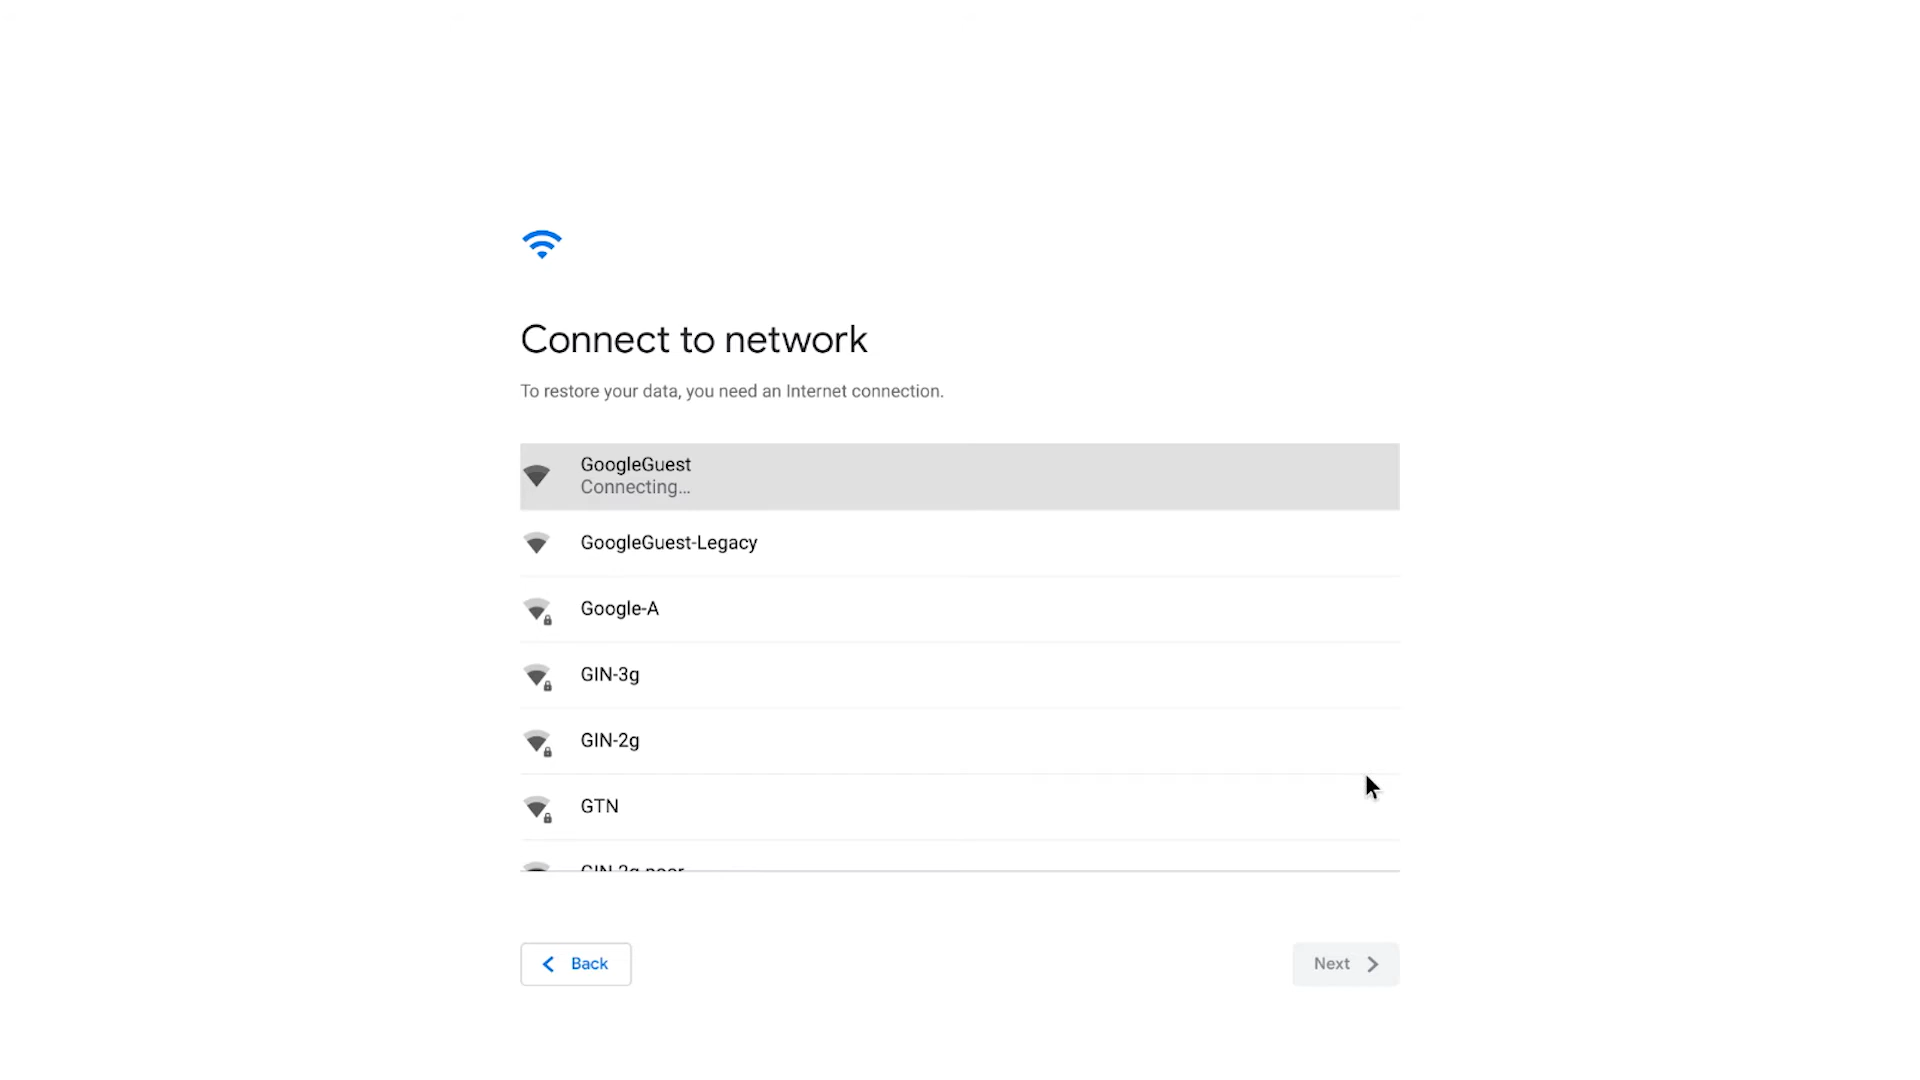 Connect to network
To restore your data, you need an Internet connection.
GoogleGuest
Connecting...
GoogleGuest-Legacy
Google-A
GIN-3g
GIN-2g
GTN
Back
Next